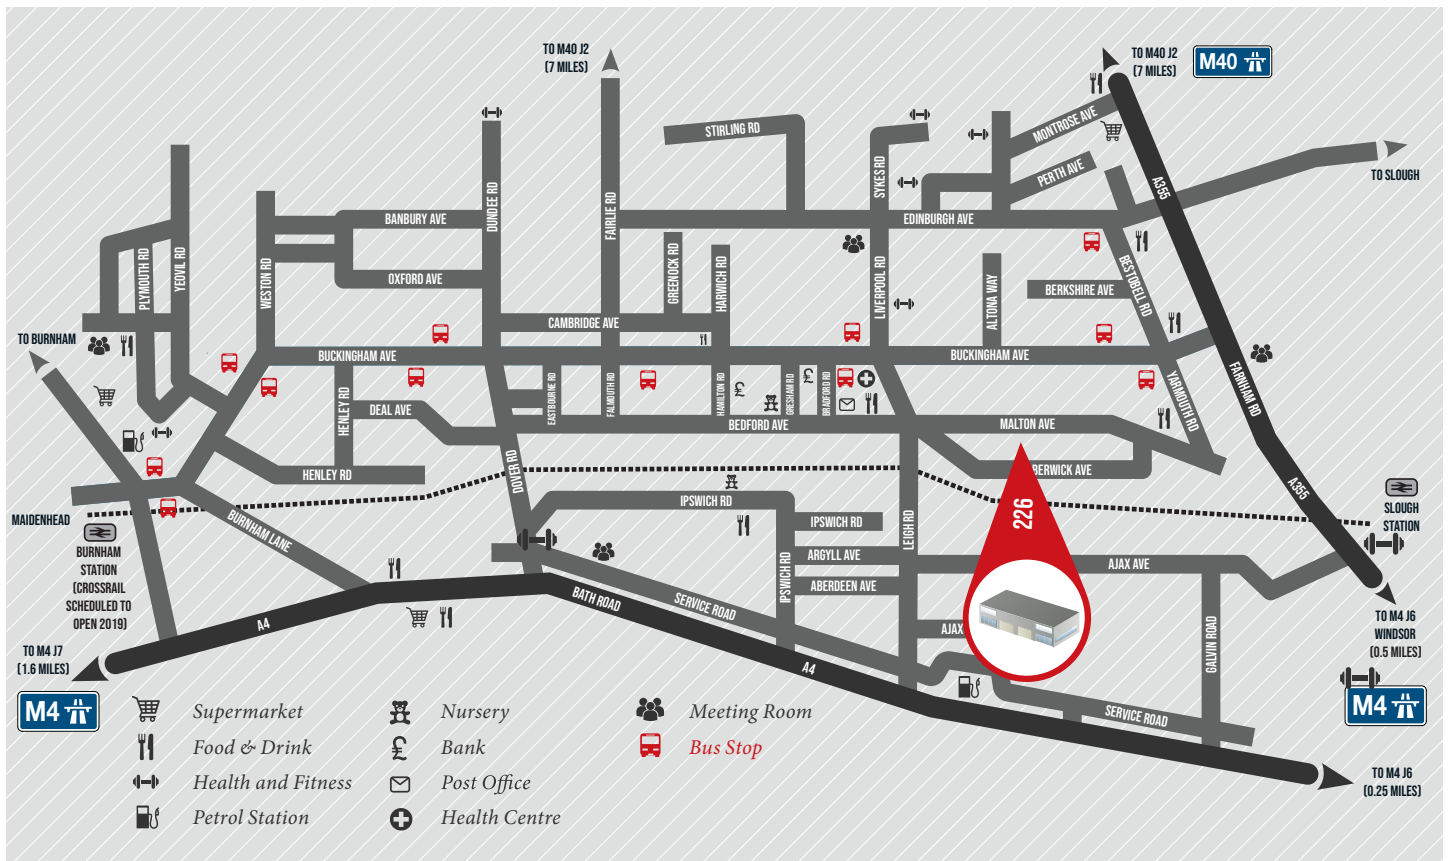 TO M40 J2
(7 MILES)
TO M40 J2
(7 MILES)
M40
STIRLING RD
MONTROSE AVE
PERTH AVE
SYKES RD
A355
TO SLOUGH
DUNDEE RD
FAIRLIE RD
BANBURY AVE
EDINBURGH AVE
PLYMOUTH RD
YEOVIL RD
WESTON RD
OXFORD AVE
GREENOCK RD
HARWICH RD
LIVERPOOL RD
ALTONA WAY
BERKSHIRE AVE
BESTOBELL RD
CAMBRIDGE AVE
TO BURNHAM
BUCKINGHAM AVE
BUCKINGHAM AVE
HENLEY RD
DEAL AVE
EASTBOURNE RD
FALMOUTH RD
HAMILTON RD
GRESHAM RD
BRADFORD RD
YARMOUTH RD
FARNHAM RD
BEDFORD AVE
MALTON AVE
HENLEY RD
DOVER RD
BERWICK AVE
A355
MAIDENHEAD
BURNHAM
STATION
(CROSSRAIL
SCHEDULED TO
OPEN 2019)
BURNHAM LANE
IPSWICH RD
IPSWICH RD
LEIGH RD
226
SLOUGH
STATION
ARGYLL AVE
AJAX AVE
IPSWICH RD
ABERDEEN AVE
BATH ROAD
SERVICE ROAD
A4
AJAX
GALVIN ROAD
TO M4 J6
WINDSOR
(0.5 MILES)
TO M4 J7
(1.6 MILES)
M4
A4
M4
SERVICE ROAD
TO M4 J6
(0.25 MILES)
Supermarket
Food & Drink
Health and Fitness
Petrol Station
Nursery
Bank
Post Office
Health Centre
Meeting Room
Bus Stop